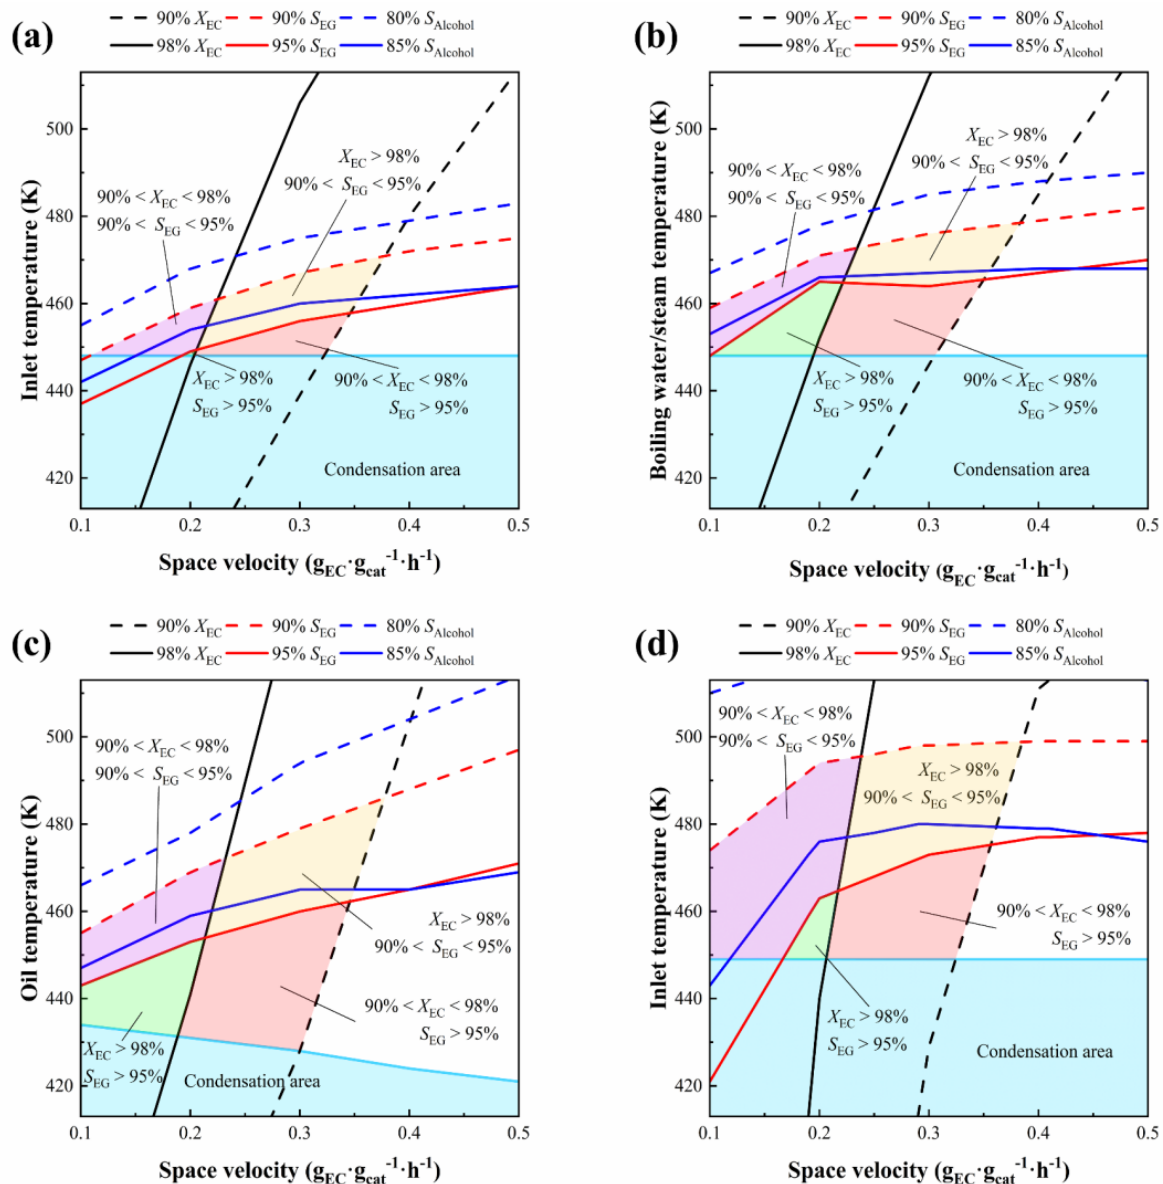 (a)
90% XEC 90% SEG 80% SAlcohol
98% XEC 95% SEG 85% SAlcohol
Inlet temperature (K)
500
480
460
440
420
XEC > 98%
90% < SEG < 95%
90% < XEC < 98%
90% < SEG < 95%
XEC > 98%
SEG > 95%
90% < XEC < 98%
SEG > 95%
Condensation area
0.1 0.2 0.3 0.4 0.5
Space velocity (gEC·gcat-1·h-1)
(b)
90% XEC 90% SEG 80% SAlcohol
98% XEC 95% SEG 85% SAlcohol
Boiling water/steam temperature (K)
500
480
460
440
420
XEC > 98%
90% < SEG < 95%
90% < XEC < 98%
90% < SEG < 95%
XEC > 98%
SEG > 95%
90% < XEC < 98%
SEG > 95%
Condensation area
0.1 0.2 0.3 0.4 0.5
Space velocity (gEC·gcat-1·h-1)
(c)
90% XEC 90% SEG 80% SAlcohol
98% XEC 95% SEG 85% SAlcohol
Oil temperature (K)
500
480
460
440
420
90% < XEC < 98%
90% < SEG < 95%
XEC > 98%
90% < SEG < 95%
90% < XEC < 98%
SEG > 95%
XEC > 98%
SEG > 95%
Condensation area
0.1 0.2 0.3 0.4 0.5
Space velocity (gEC·gcat-1·h-1)
(d)
90% XEC 90% SEG 80% SAlcohol
98% XEC 95% SEG 85% SAlcohol
Inlet temperature (K)
500
480
460
440
420
90% < XEC < 98%
90% < SEG < 95%
XEC > 98%
90% < SEG < 95%
90% < XEC < 98%
SEG > 95%
XEC > 98%
SEG > 95%
Condensation area
0.1 0.2 0.3 0.4 0.5
Space velocity (gEC·gcat-1·h-1)